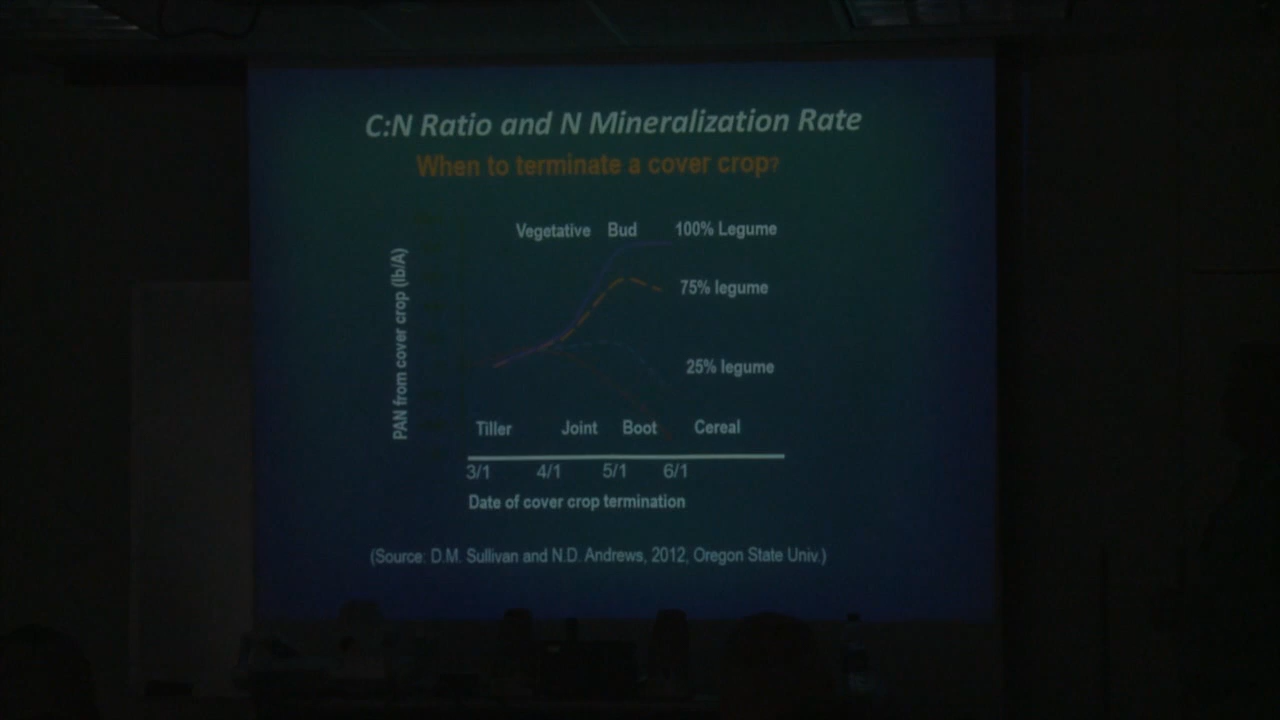 C:N Ratio and N Mineralization Rate
When to terminate a cover crop?
Vegetative Bud 100% Legume
75% legume
25% legume
PAN from cover crop (lb/A)
Tiller Joint Boot Cereal
3/1 4/1 5/1 6/1
Date of cover crop termination
(Source: D.M. Sullivan and N.D. Andrews, 2012, Oregon State Univ.)